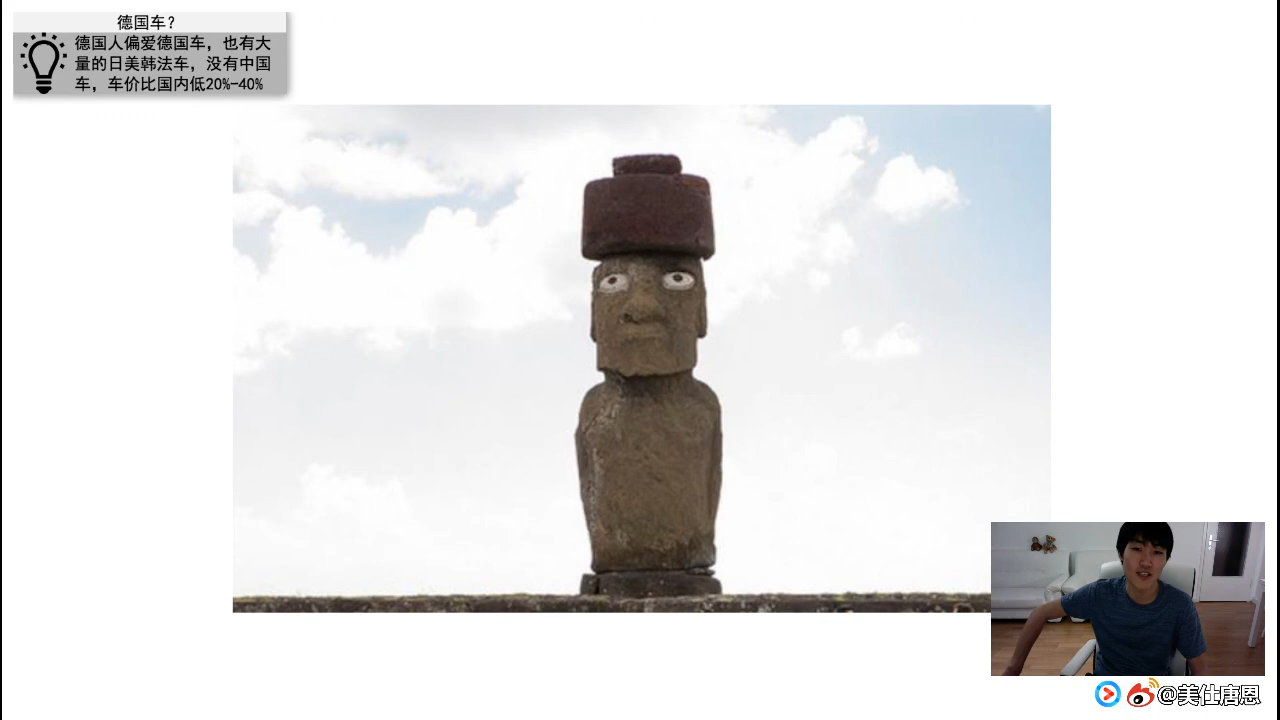 德国车？
德国人偏爱德国车，也有大
量的日美韩法车，没有中国
车，车价比国内低20%-40%
@美仕唐恩